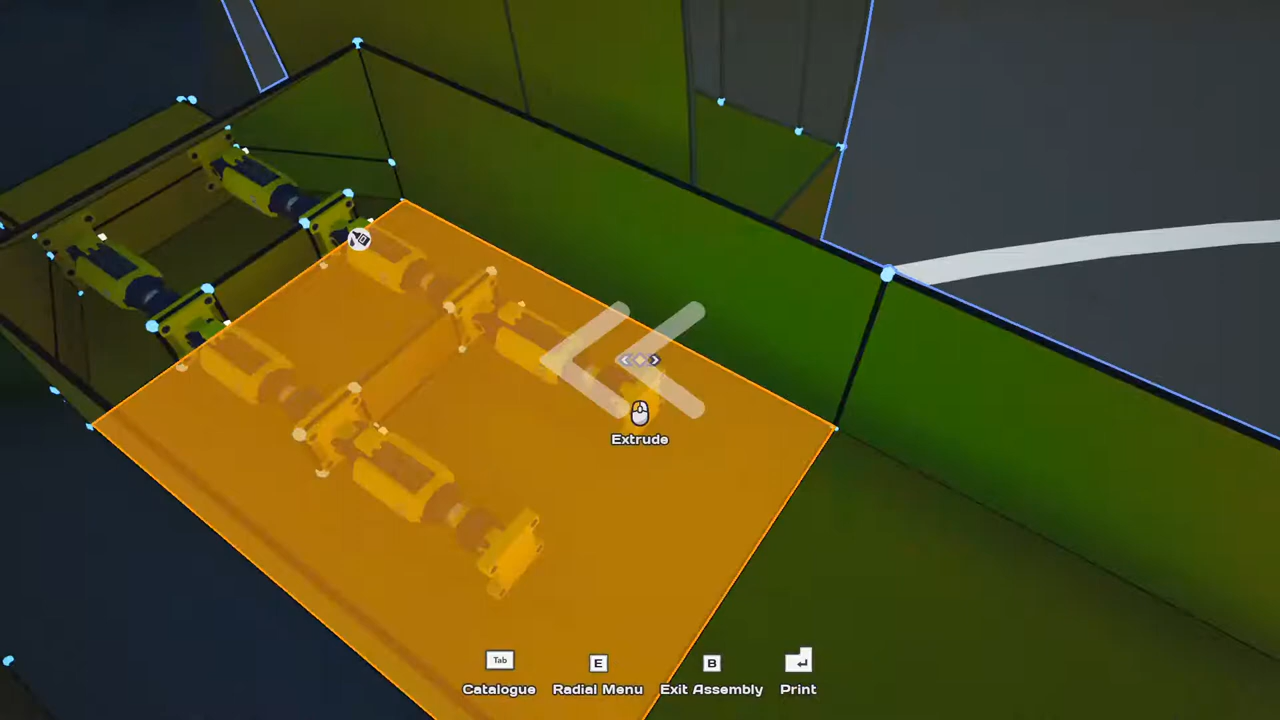 Extrude
Tab
E
B
Catalogue
Radial Menu
Exit Assembly
Print